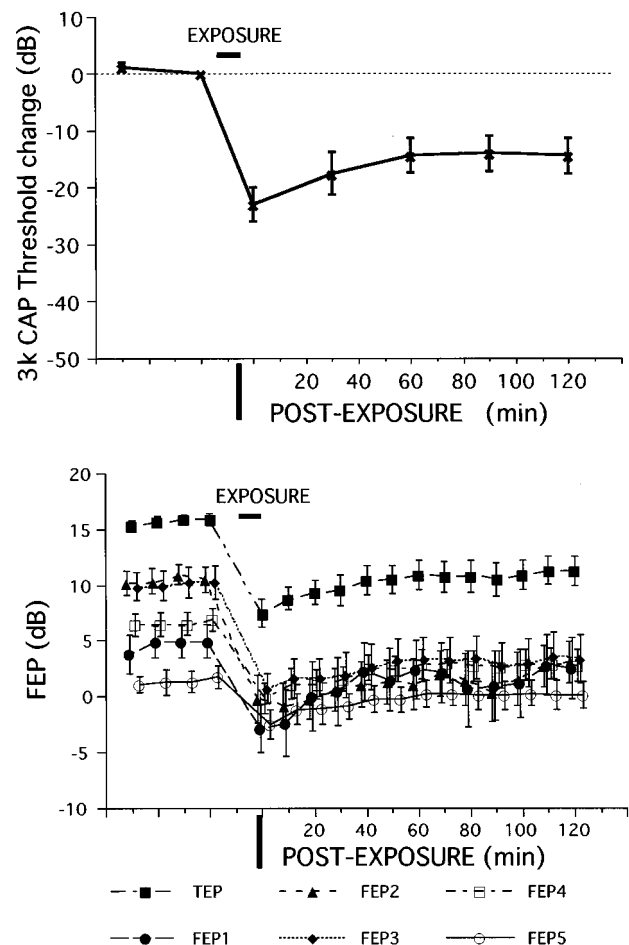 10
EXPOSURE
0
-10
-20
-30
-40
-50
3k CAP Threshold change (dB)
20 40 60 80 100 120
POST-EXPOSURE (min)
20
EXPOSURE
15
10
5
0
-5
-10
FEP (dB)
20 40 60 80 100 120
POST-EXPOSURE (min)
TEP FEP2 FEP4
FEP1 FEP3 FEP5